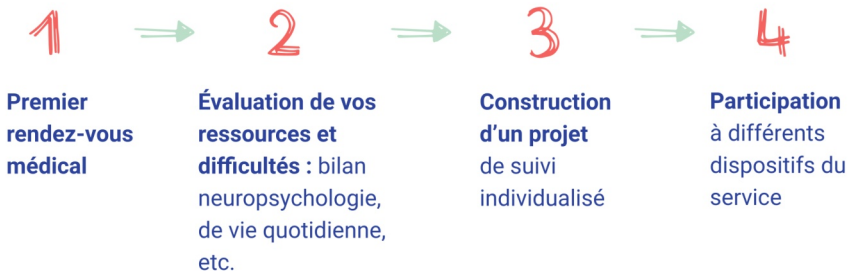 1
2
3
4
Premier
rendez-vous
médical
Évaluation de vos
ressources et
difficultés : bilan
neuropsychologie,
de vie quotidienne,
etc.
Construction
d'un projet
de suivi
individualisé
Participation
à différents
dispositifs du
service